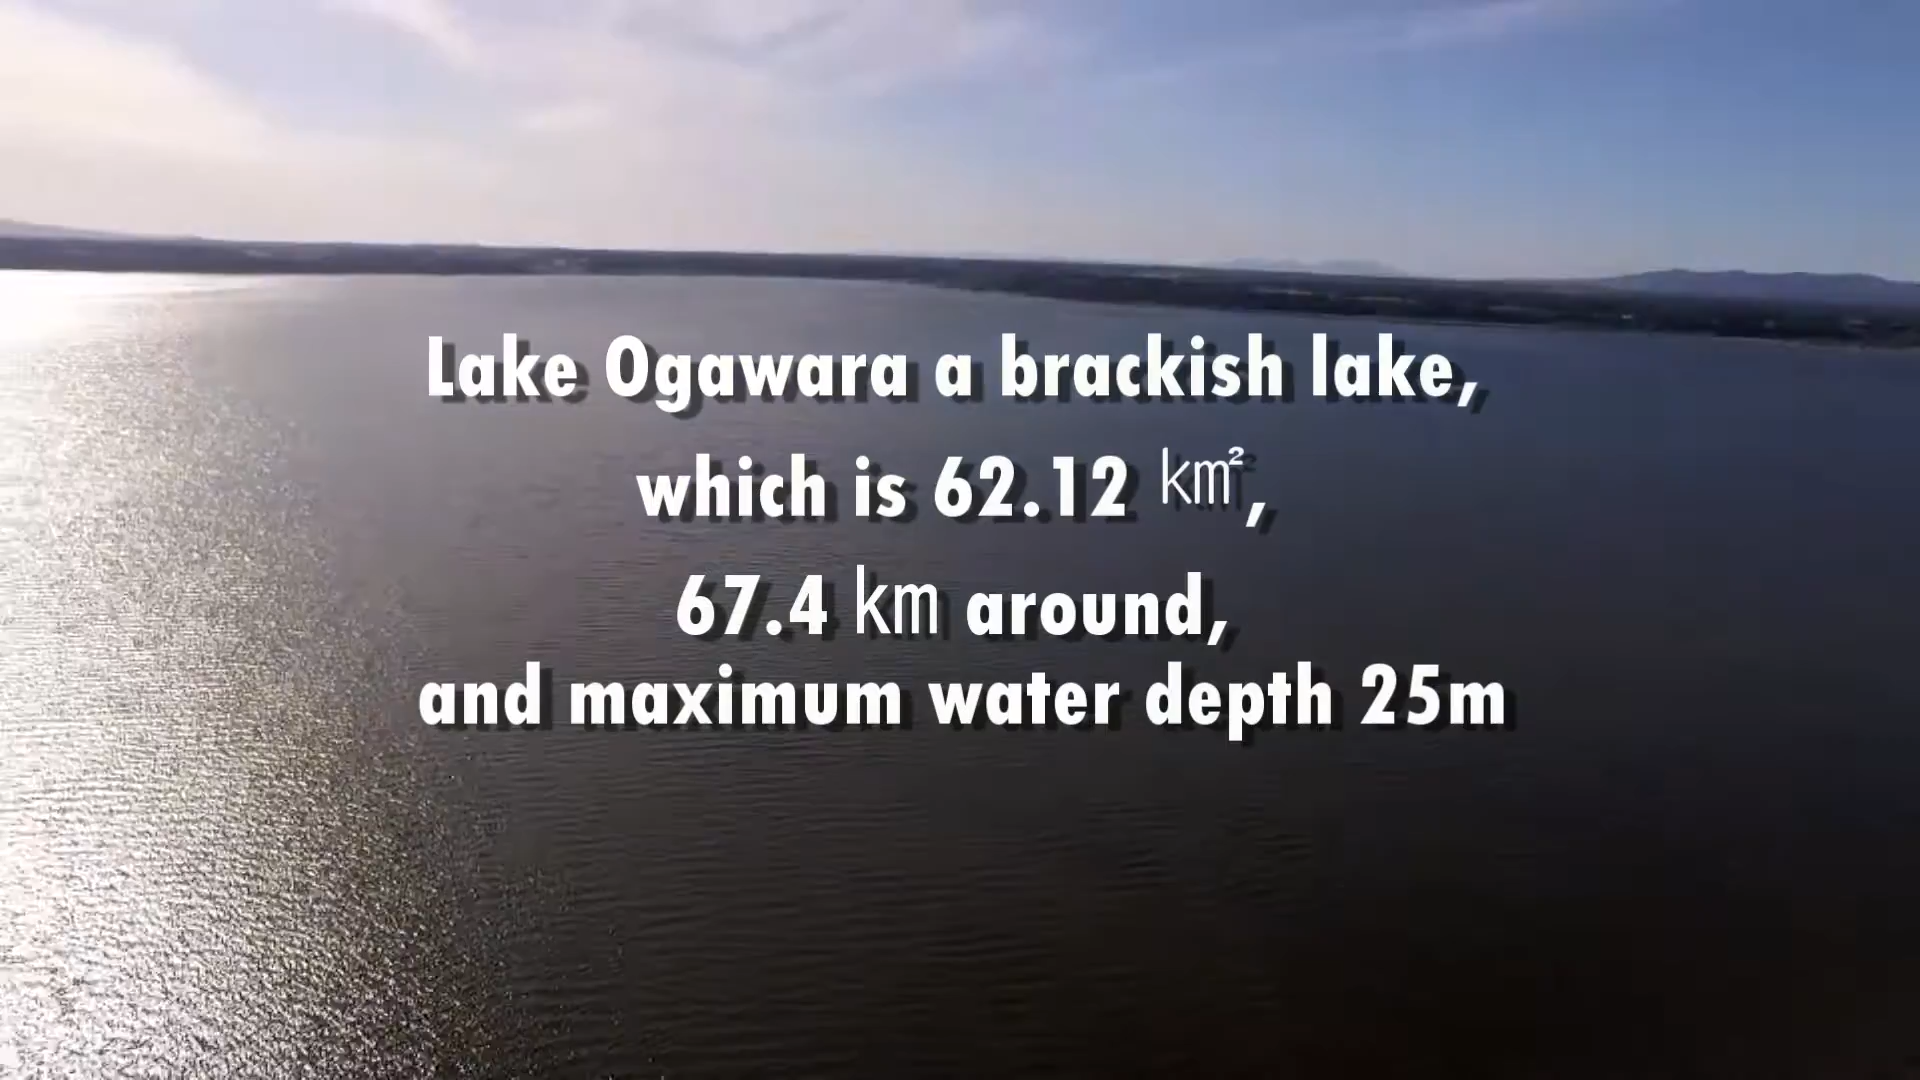 Lake Ogawara a brackish lake,
which is 62.12 ㎢,
67.4 ㎞ around,
and maximum water depth 25m